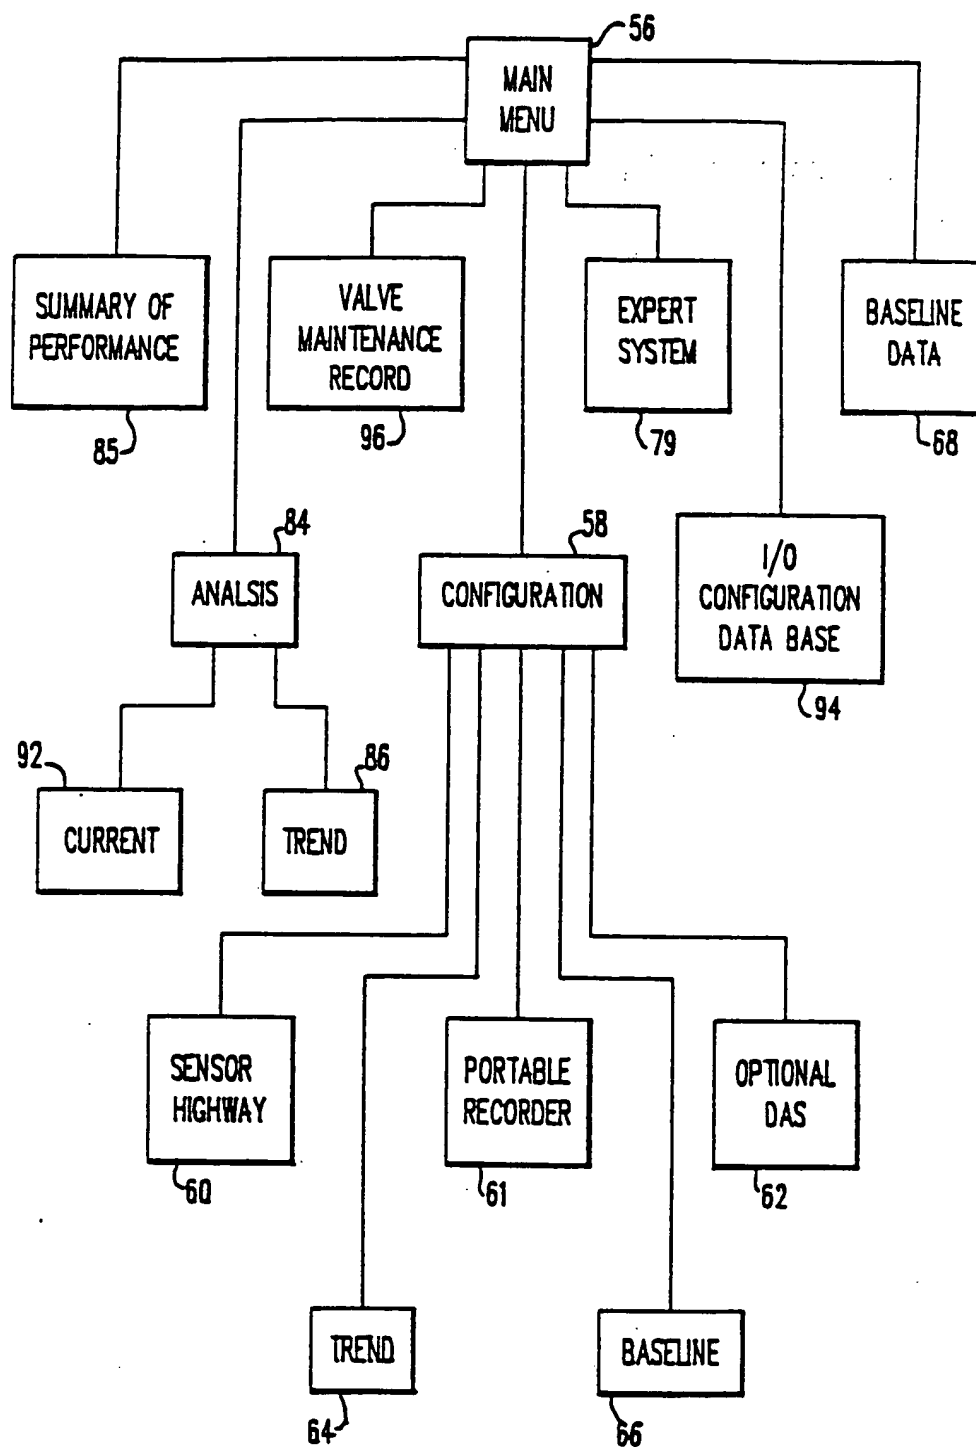 56
MAIN
MENU
SUMMARY OF
PERFORMANCE
85
VALVE
MAINTENANCE
RECORD
96
EXPERT
SYSTEM
79
BASELINE
DATA
68
84
ANALSIS
58
CONFIGURATION
I/O
CONFIGURATION
DATA BASE
94
92
CURRENT
86
TREND
SENSOR
HIGHWAY
60
PORTABLE
RECORDER
61
OPTIONAL
DAS
62
TREND
64
BASELINE
66